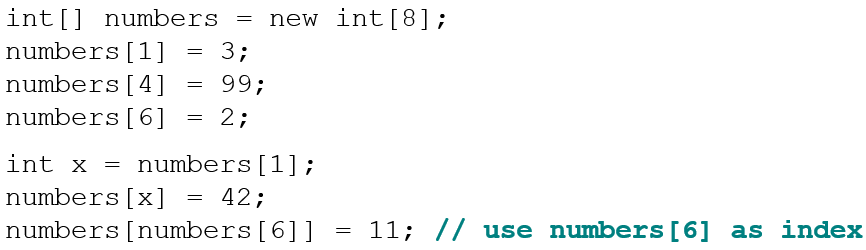 int[] numbers = new int[8];
numbers[1] = 3;
numbers[4] = 99;
numbers[6] = 2;
int x = numbers[1];
numbers[x] = 42;
numbers[numbers[6]] = 11; // use numbers[6] as index